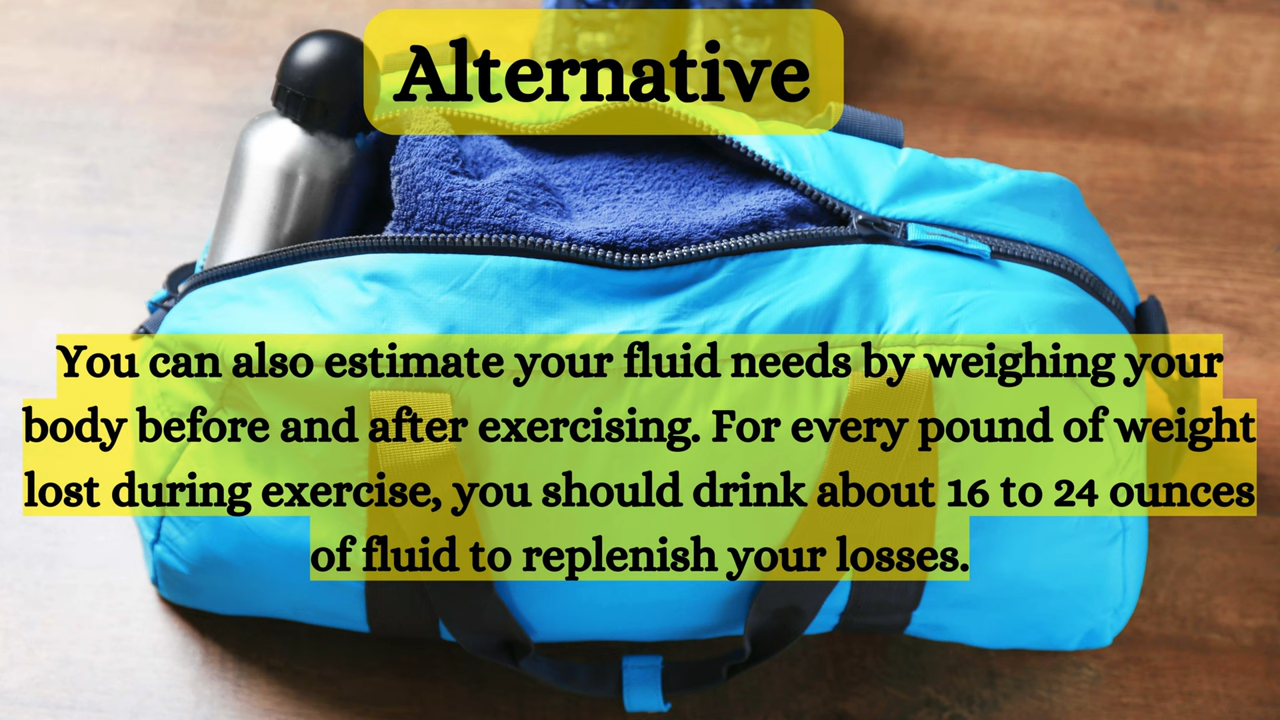 Alternative
You can also estimate your fluid needs by weighing your
body before and after exercising. For every pound of weight
lost during exercise, you should drink about 16 to 24 ounces
of fluid to replenish your losses.